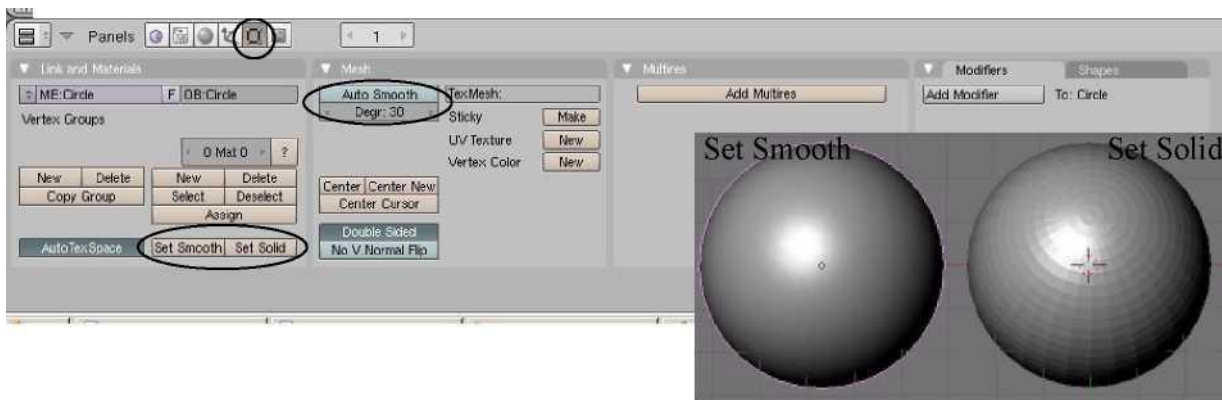 Panels
1
Link and Materials
Mesh
Multires
Modifiers
Shapes
ME:Circle
F
OB:Circle
Auto Smooth
Degr: 30
TexMesh:
Add Multires
Add Modifier
To: Circle
Vertex Groups
Sticky
Make
0 Mat 0
?
UV Texture
New
Vertex Color
New
New
Delete
New
Delete
Copy Group
Select
Deselect
Assign
Center
Center New
Center Cursor
Double Sided
AutoTexSpace
Set Smooth
Set Solid
No V.Normal Flip
Set Smooth
Set Solid